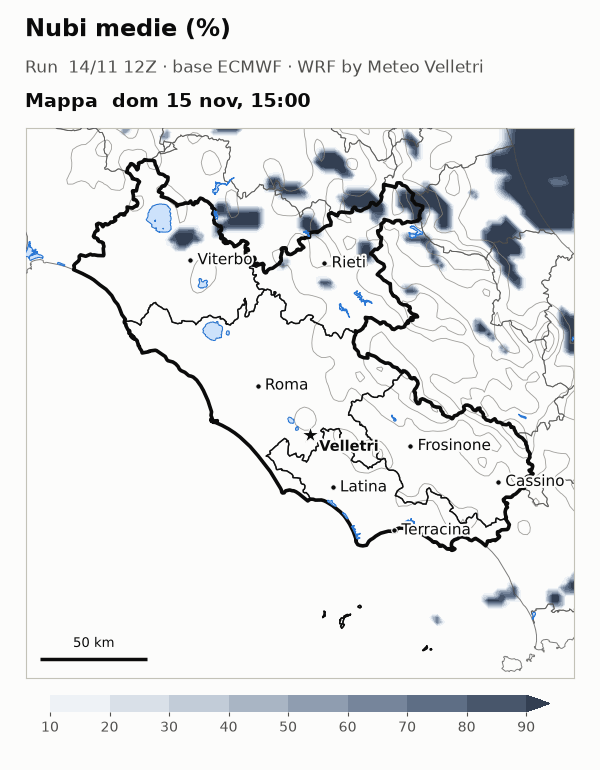 Nubi medie (%)
Run  14/11 12Z · base ECMWF · WRF by Meteo Velletri
Mappa  dom 15 nov, 15:00
Viterbo
Rieti
Roma
Velletri
Frosinone
Latina
Cassino
Terracina
50 km
10 20 30 40 50 60 70 80 90